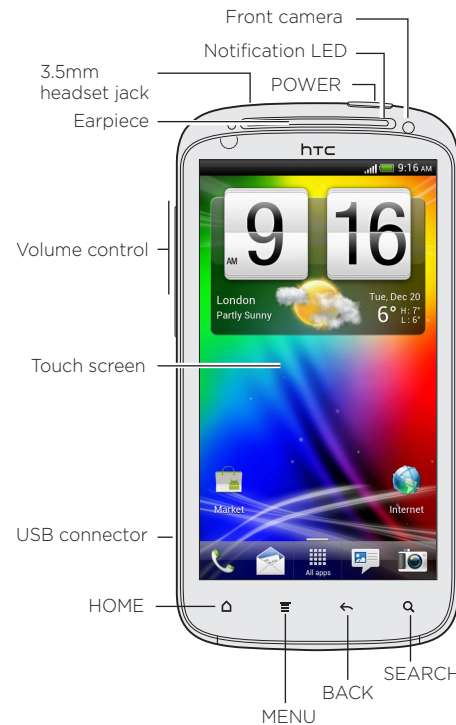 Front camera
Notification LED
3.5mm
headset jack
POWER
Earpiece
hTC
9:16 AM
9 16
AM
Volume control
London
Partly Sunny
Tue, Dec 20
6° H: 7°
L: 6°
Touch screen
Market
Internet
USB connector
All apps
HOME
SEARCH
BACK
MENU